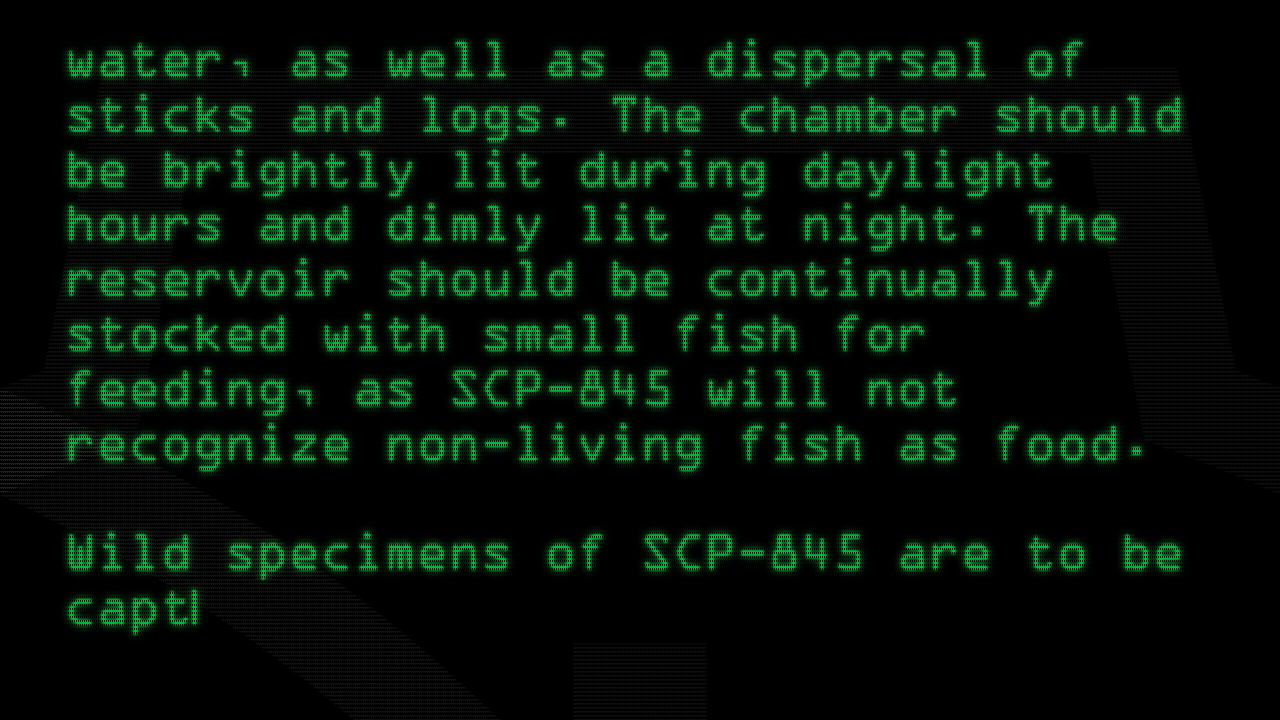 water, as well as a dispersal of
sticks and logs. The chamber should
be brightly lit during daylight
hours and dimly lit at night. The
reservoir should be continually
stocked with small fish for
feeding, as SCP-845 will not
recognize non-living fish as food.
Wild specimens of SCP-845 are to be
capt